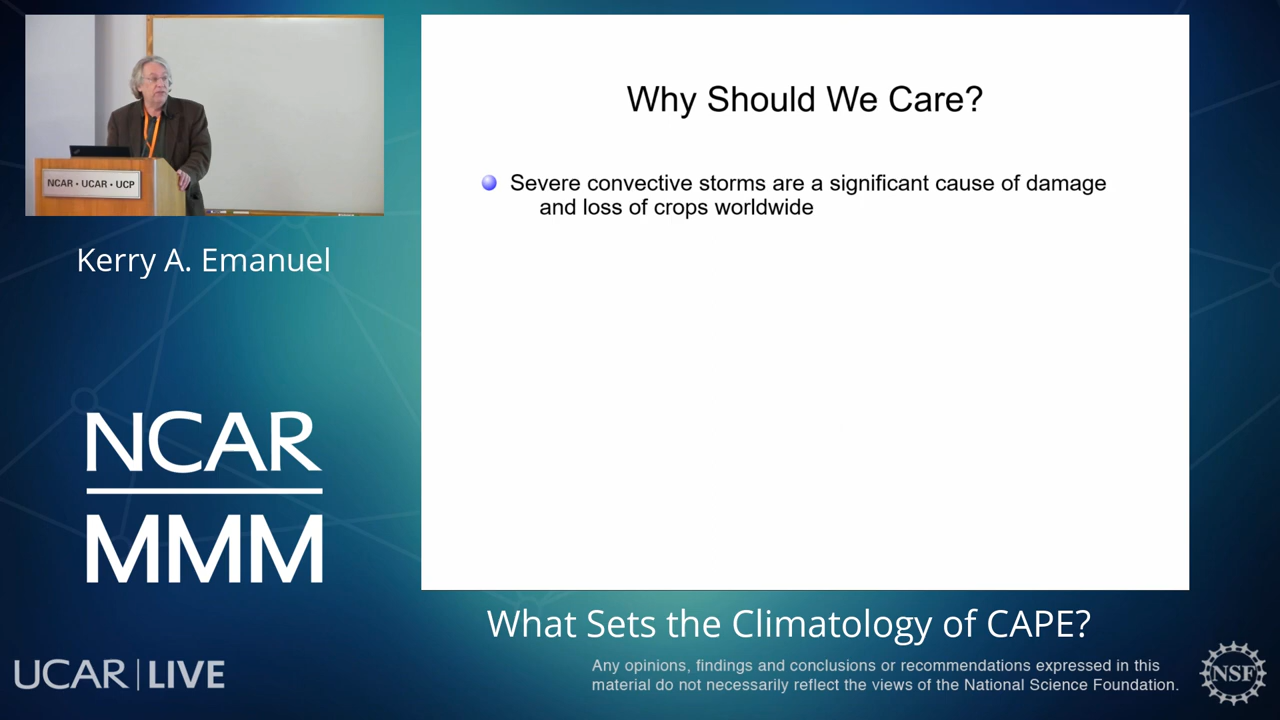 NCAR • UCAR • UCP
Kerry A. Emanuel
NCAR
MMM
UCAR | LIVE
Why Should We Care?
Severe convective storms are a significant cause of damage
and loss of crops worldwide
What Sets the Climatology of CAPE?
Any opinions, findings and conclusions or recommendations expressed in this
material do not necessarily reflect the views of the National Science Foundation.
NSF